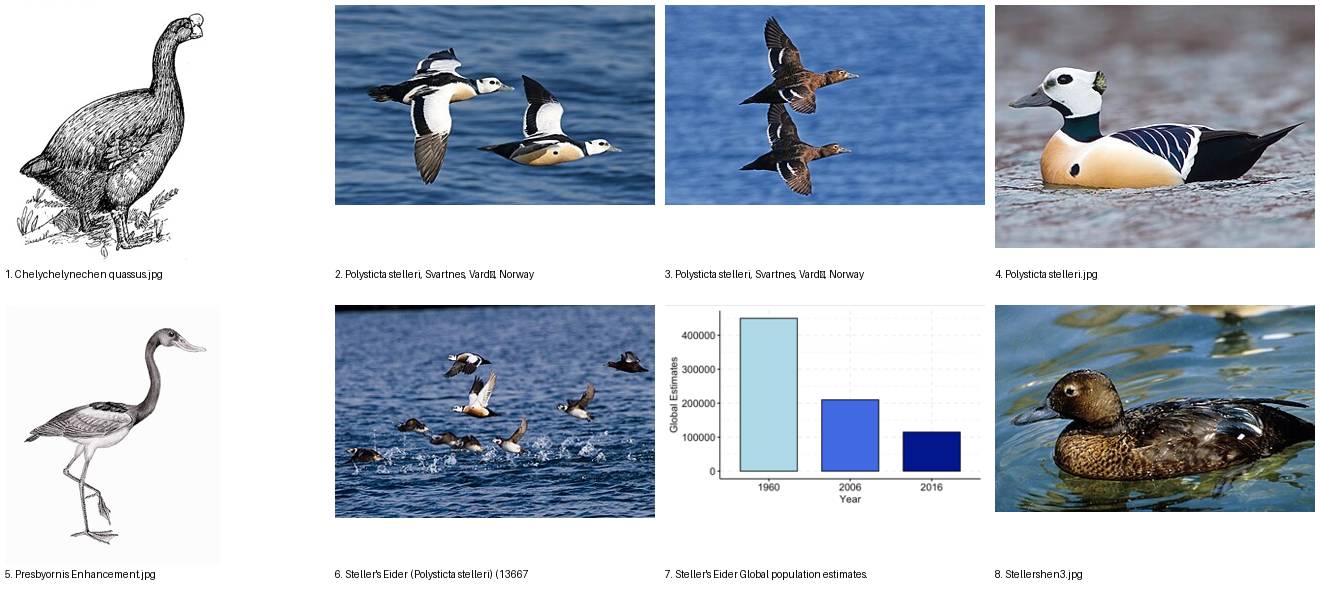 1. Chelychelynechen quassus.jpg
2. Polysticta stelleri, Svartnes, Vard▯, Norway
3. Polysticta stelleri, Svartnes, Vard▯, Norway
4. Polysticta stelleri.jpg
400000
300000
200000
100000
0
Global Estimates
1960
2006
2016
Year
5. Presbyornis Enhancement.jpg
6. Steller's Eider (Polysticta stelleri) (13667
7. Steller's Eider Global population estimates.
8. Stellershen3.jpg